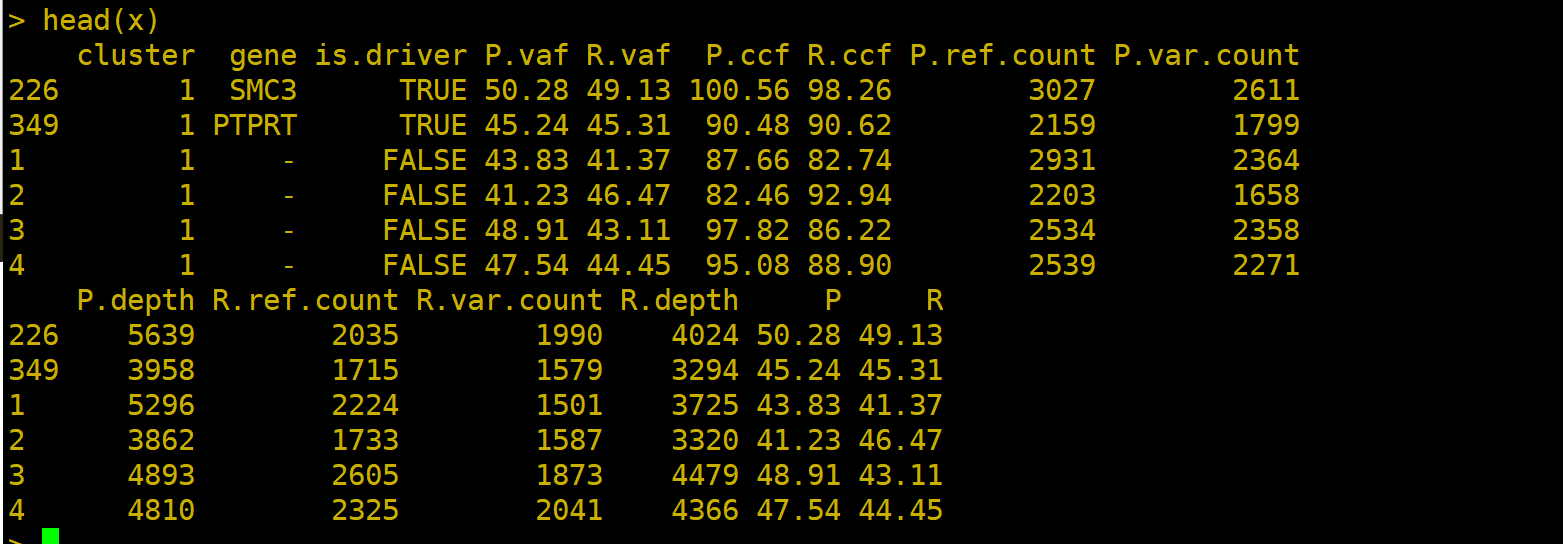 > head(x)
    cluster  gene is.driver P.vaf R.vaf  P.ccf R.ccf P.ref.count P.var.count
226       1  SMC3      TRUE 50.28 49.13 100.56 98.26        3027        2611
349       1 PTPRT      TRUE 45.24 45.31  90.48 90.62        2159        1799
1         1     -     FALSE 43.83 41.37  87.66 82.74        2931        2364
2         1     -     FALSE 41.23 46.47  82.46 92.94        2203        1658
3         1     -     FALSE 48.91 43.11  97.82 86.22        2534        2358
4         1     -     FALSE 47.54 44.45  95.08 88.90        2539        2271
    P.depth R.ref.count R.var.count R.depth     P     R
226    5639        2035        1990    4024 50.28 49.13
349    3958        1715        1579    3294 45.24 45.31
1      5296        2224        1501    3725 43.83 41.37
2      3862        1733        1587    3320 41.23 46.47
3      4893        2605        1873    4479 48.91 43.11
4      4810        2325        2041    4366 47.54 44.45
>